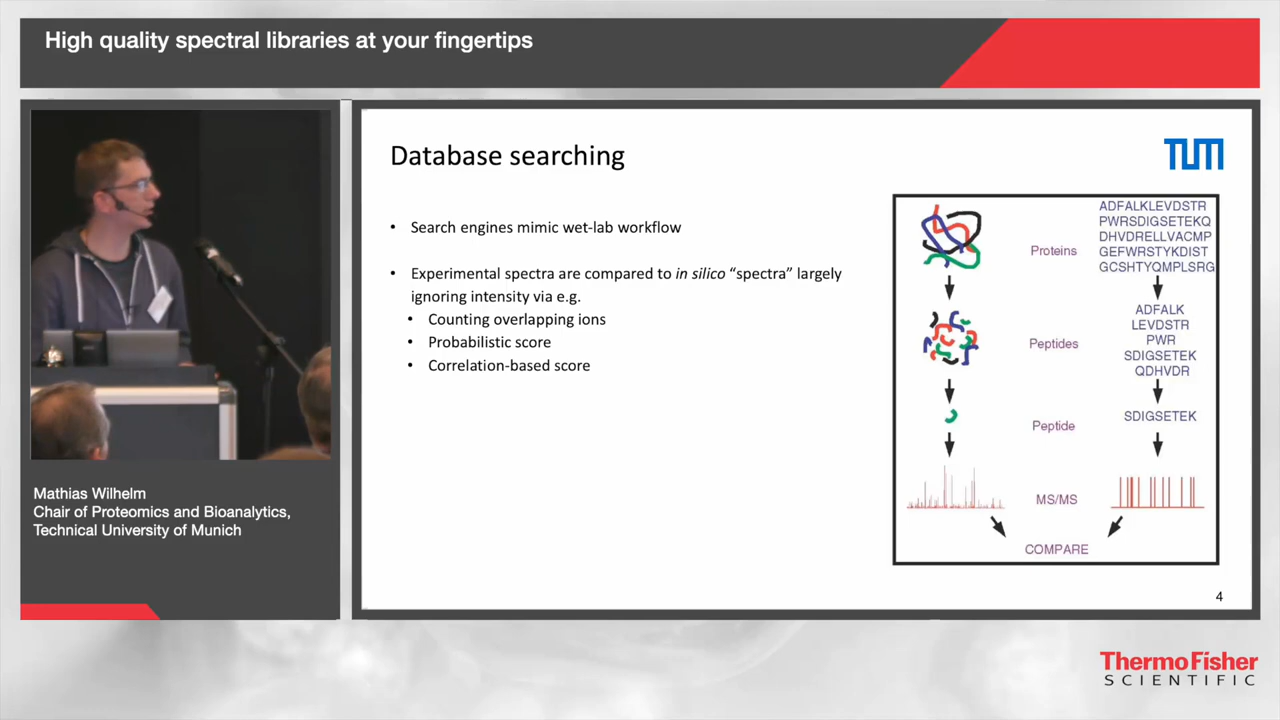 High quality spectral libraries at your fingertips
Database searching
TUM
• Search engines mimic wet-lab workflow
• Experimental spectra are compared to in silico “spectra” largely
ignoring intensity via e.g.
• Counting overlapping ions
• Probabilistic score
• Correlation-based score
Proteins
ADFALKLEVDSTR
PWRSDIGSETEKQ
DHVDRELLVACMP
GEFWRSTYKDIST
GCSHTYQMPLSRG
Peptides
ADFALK
LEVDSTR
PWR
SDIGSETEK
QDHVDR
Peptide
SDIGSETEK
MS/MS
COMPARE
4
Mathias Wilhelm
Chair of Proteomics and Bioanalytics,
Technical University of Munich
ThermoFisher
SCIENTIFIC